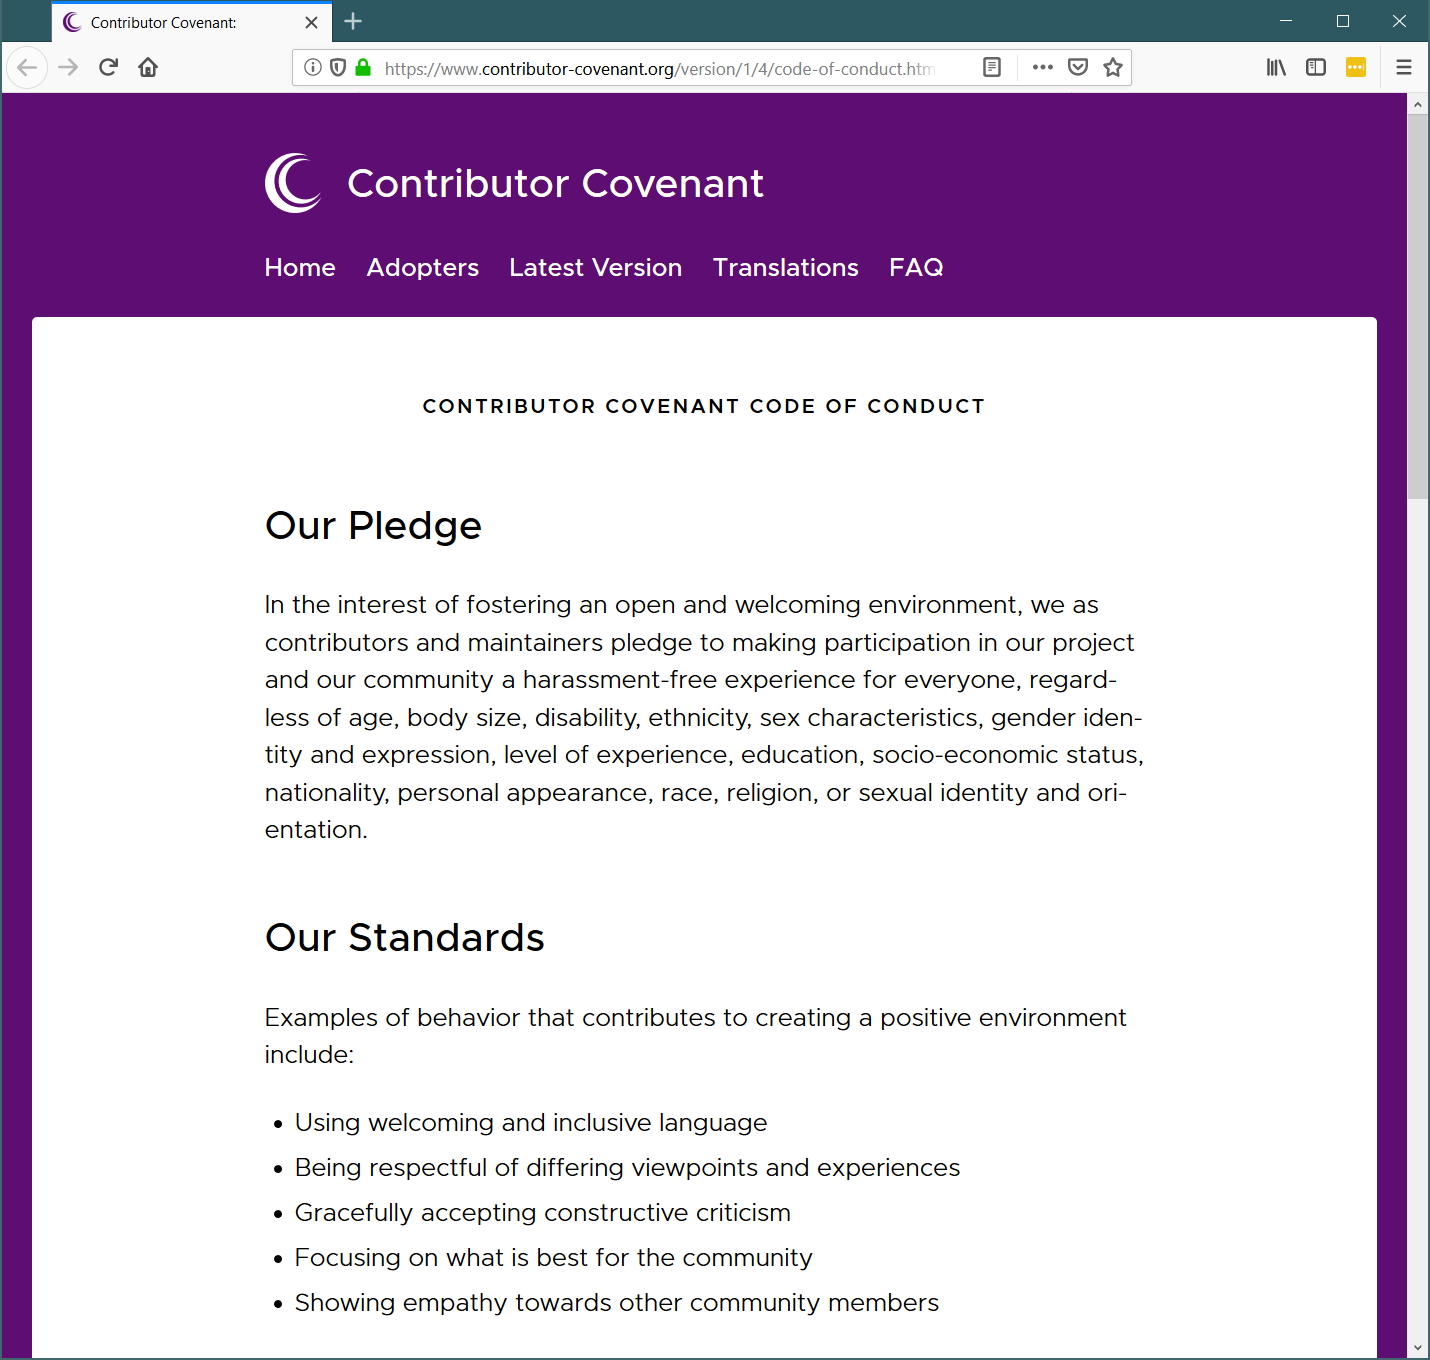 Contributor Covenant:
https://www.contributor-covenant.org/version/1/4/code-of-conduct.htm
Contributor Covenant
Home Adopters Latest Version Translations FAQ
CONTRIBUTOR COVENANT CODE OF CONDUCT
Our Pledge
In the interest of fostering an open and welcoming environment, we as
contributors and maintainers pledge to making participation in our project
and our community a harassment-free experience for everyone, regard-
less of age, body size, disability, ethnicity, sex characteristics, gender iden-
tity and expression, level of experience, education, socio-economic status,
nationality, personal appearance, race, religion, or sexual identity and ori-
entation.
Our Standards
Examples of behavior that contributes to creating a positive environment
include:
• Using welcoming and inclusive language
• Being respectful of differing viewpoints and experiences
• Gracefully accepting constructive criticism
• Focusing on what is best for the community
• Showing empathy towards other community members